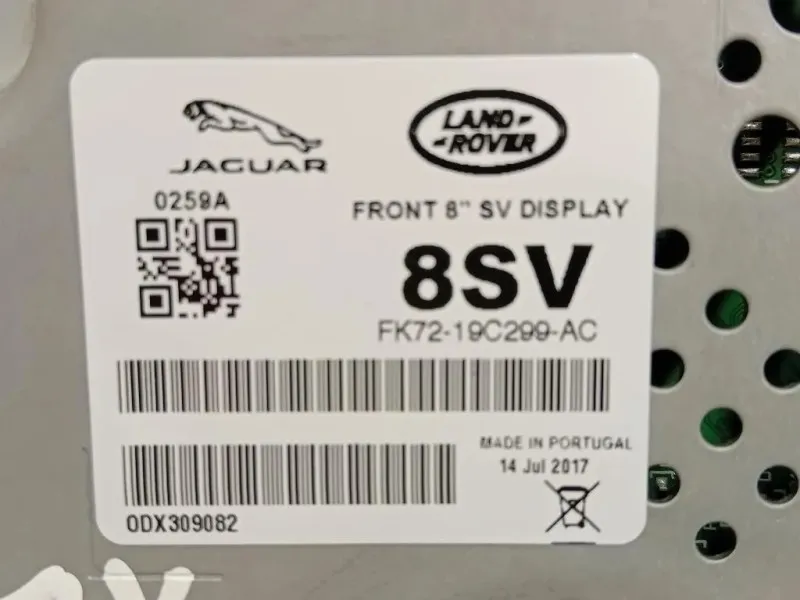 JAGUAR
LAND-
-ROVER
0259A
FRONT 8" SV DISPLAY
8SV
FK72-19C299-AC
MADE IN PORTUGAL
14 Jul 2017
0DX309082